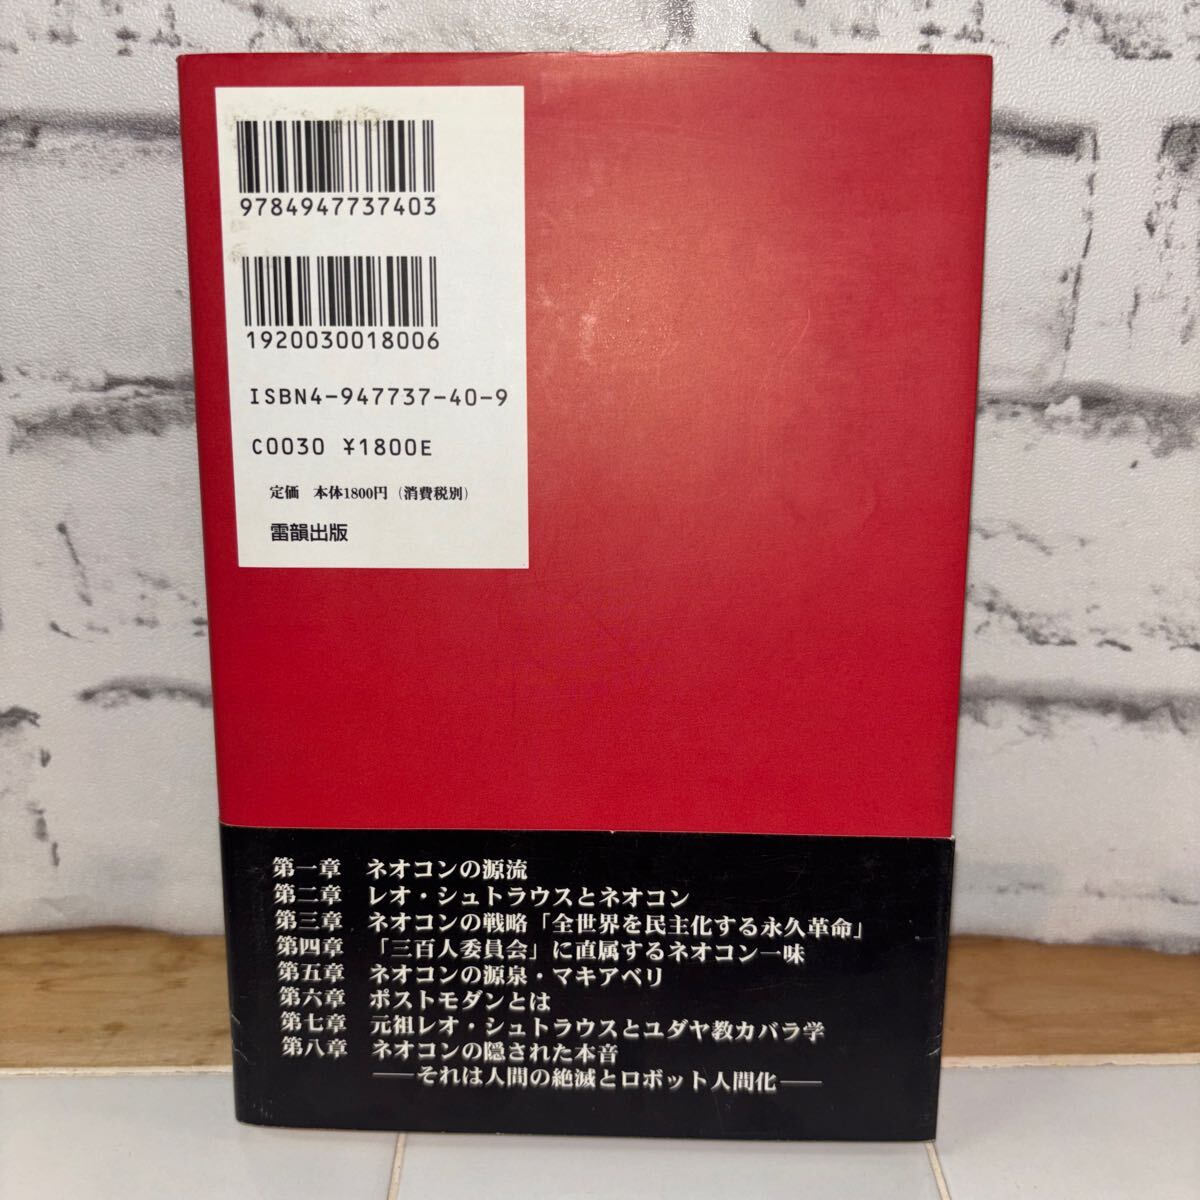 9784947737403
1920030018006
ISBN4-947737-40-9
C0030 ¥1800E
定価 本体1800円（消費税別）
雷韻出版
第一章 ネオコンの源流
第二章 レオ・シュトラウスとネオコン
第三章 ネオコンの戦略「全世界を民主化する永久革命」
第四章 「三百人委員会」に直属するネオコン一味
第五章 ネオコンの源泉・マキアベリ
第六章 ポストモダンとは
第七章 元祖レオ・シュトラウスとユダヤ教カバラ学
第八章 ネオコンの隠された本音
――それは人間の絶滅とロボット人間化――